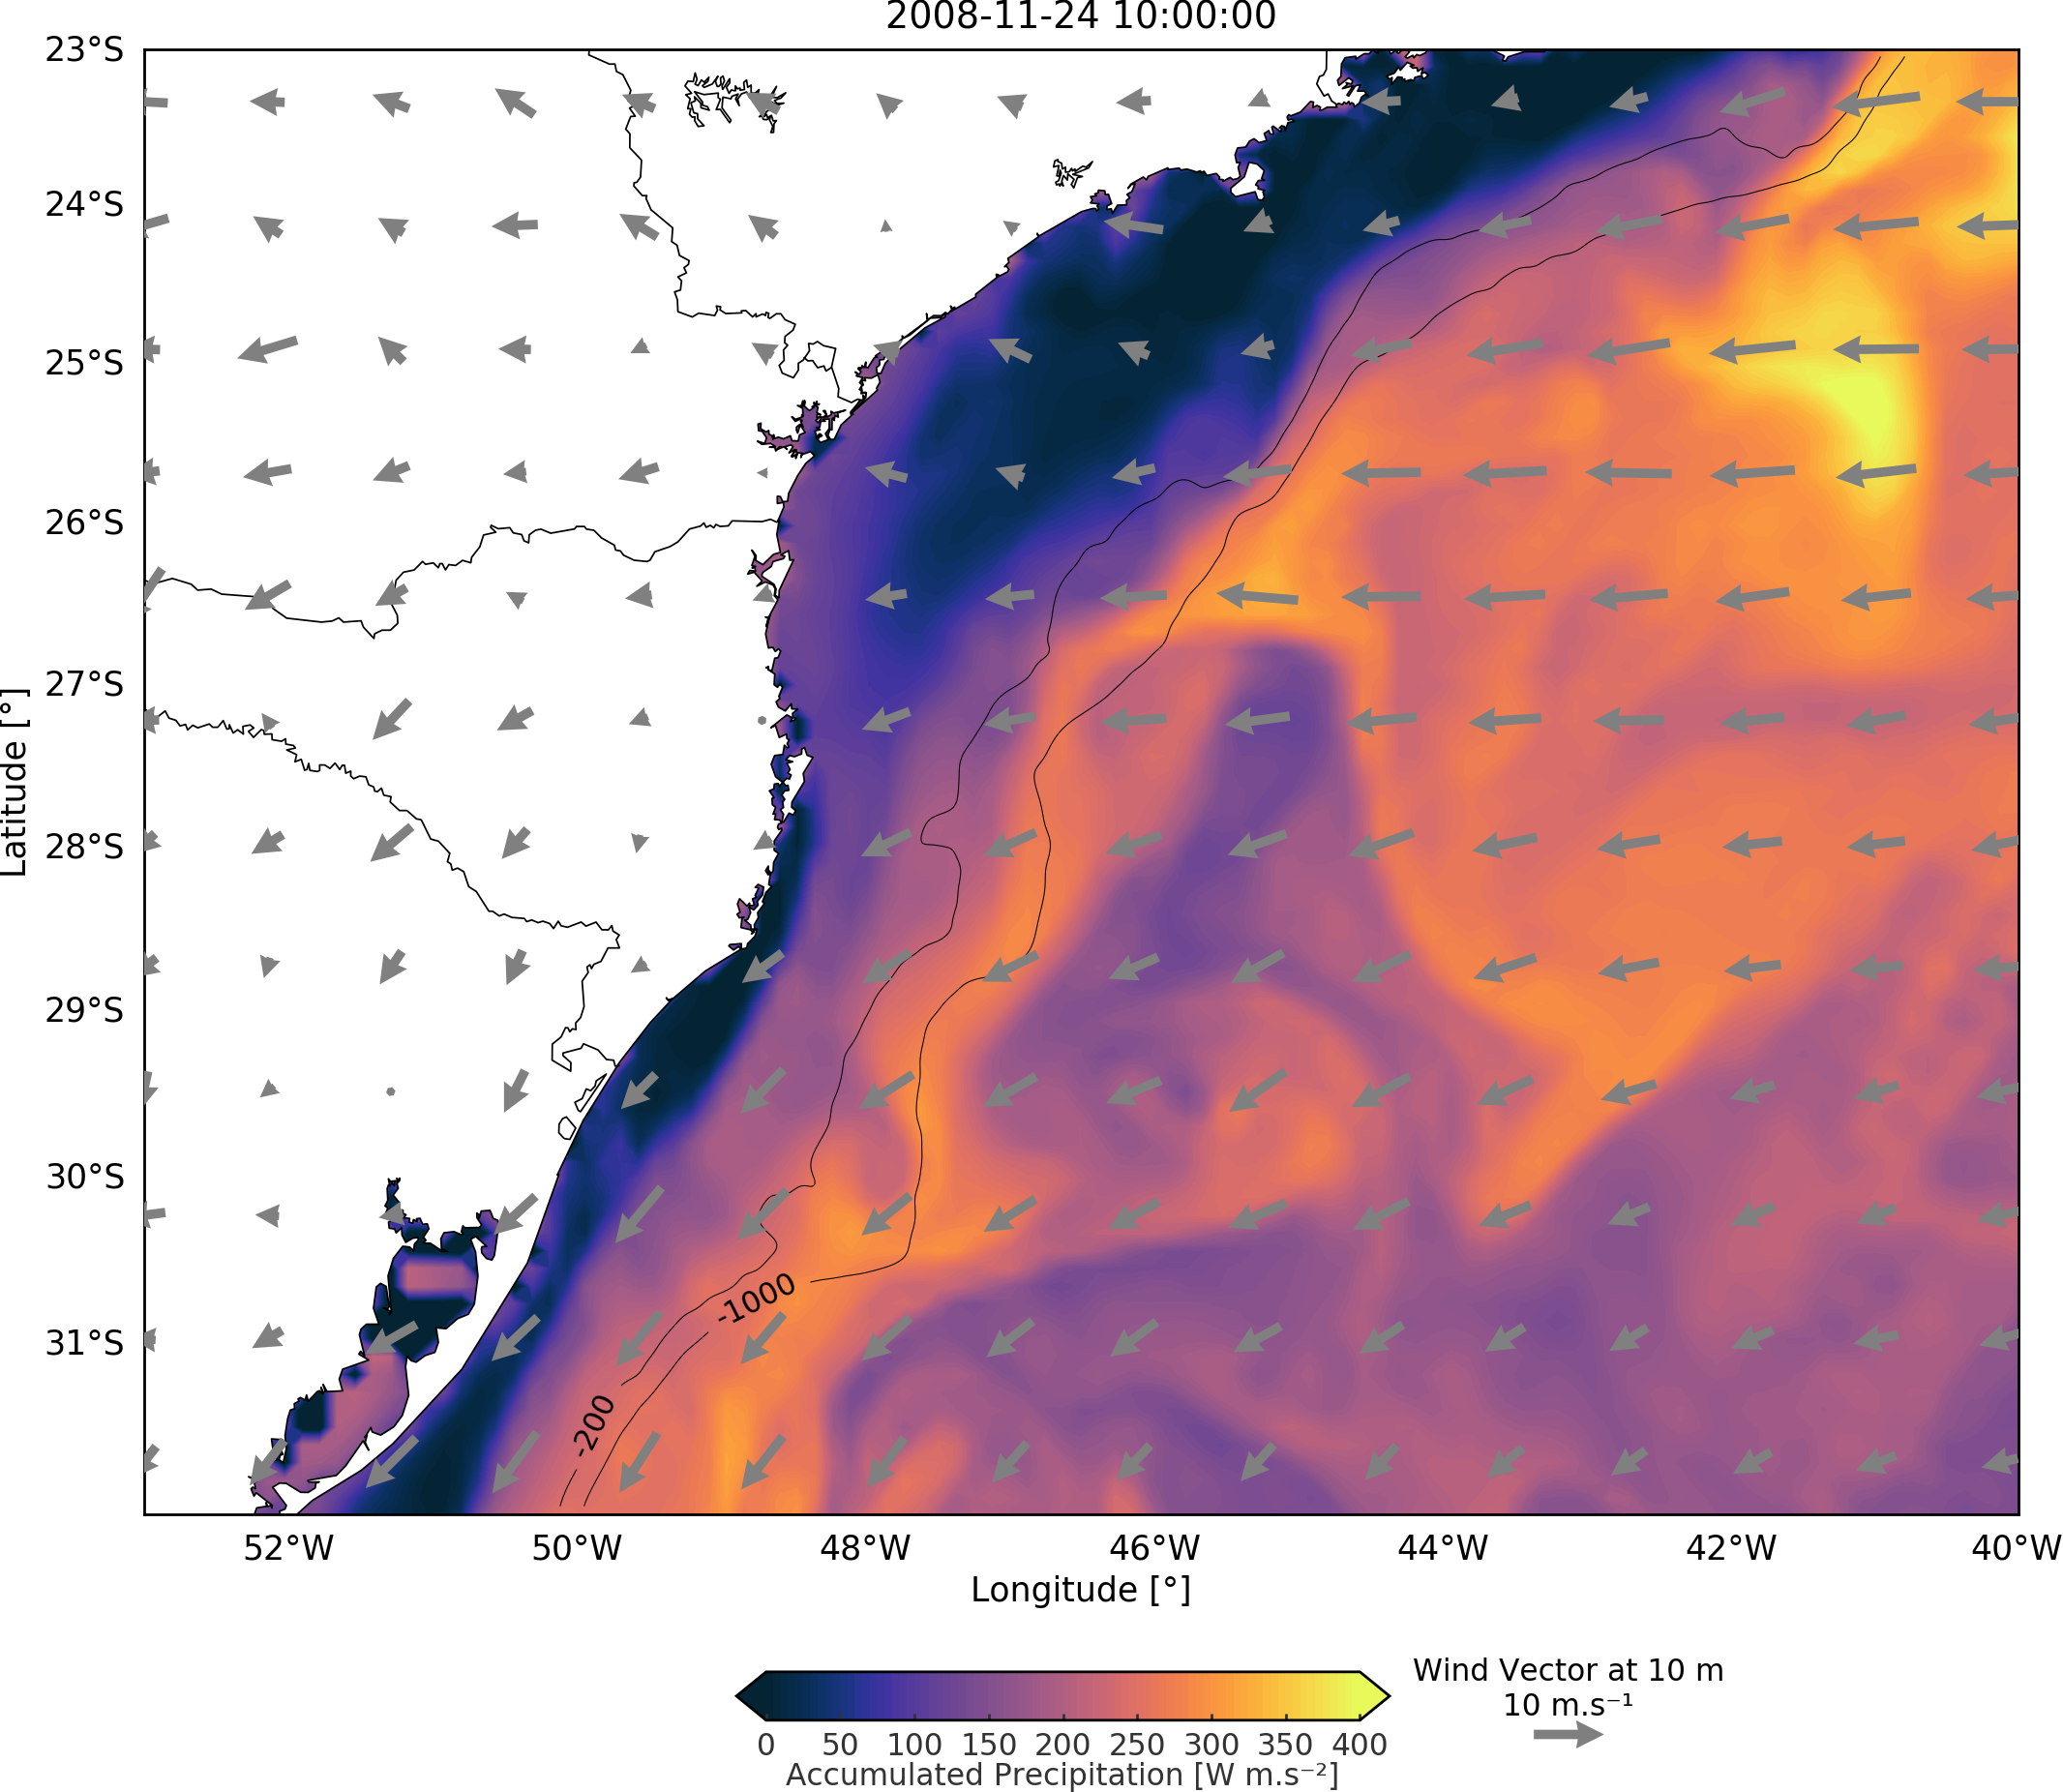 2008-11-24 10:00:00
23°S
24°S
25°S
26°S
27°S
28°S
29°S
30°S
31°S
Latitude [°]
-1000
-200
52°W 50°W 48°W 46°W 44°W 42°W 40°W
Longitude [°]
Wind Vector at 10 m
10 m.s⁻¹
0 50 100 150 200 250 300 350 400
Accumulated Precipitation [W m.s⁻²]